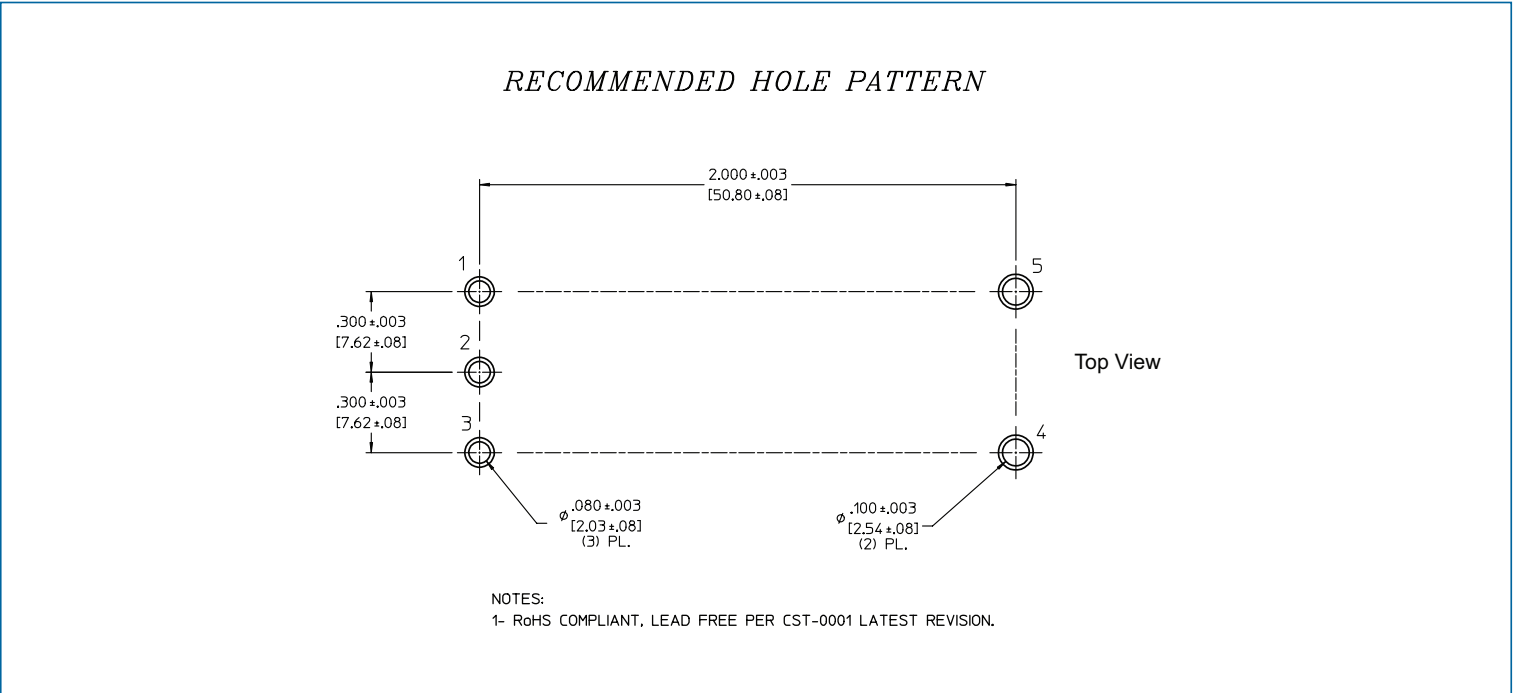 RECOMMENDED HOLE PATTERN
2.000±.003
[50.80±.08]
1
5
.300±.003
[7.62±.08]
2
Top View
.300±.003
[7.62±.08]
3
4
⌀ .080±.003
[2.03±.08]
(3) PL.
⌀ .100±.003
[2.54±.08]
(2) PL.
NOTES:
1- RoHS COMPLIANT, LEAD FREE PER CST-0001 LATEST REVISION.